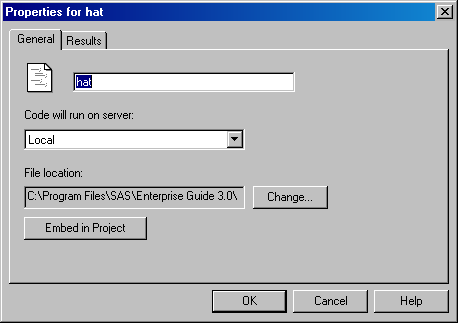 Properties for hat
General Results
hat
Code will run on server:
Local
File location:
C:\Program Files\SAS\Enterprise Guide 3.0\
Change...
Embed in Project
OK Cancel Help